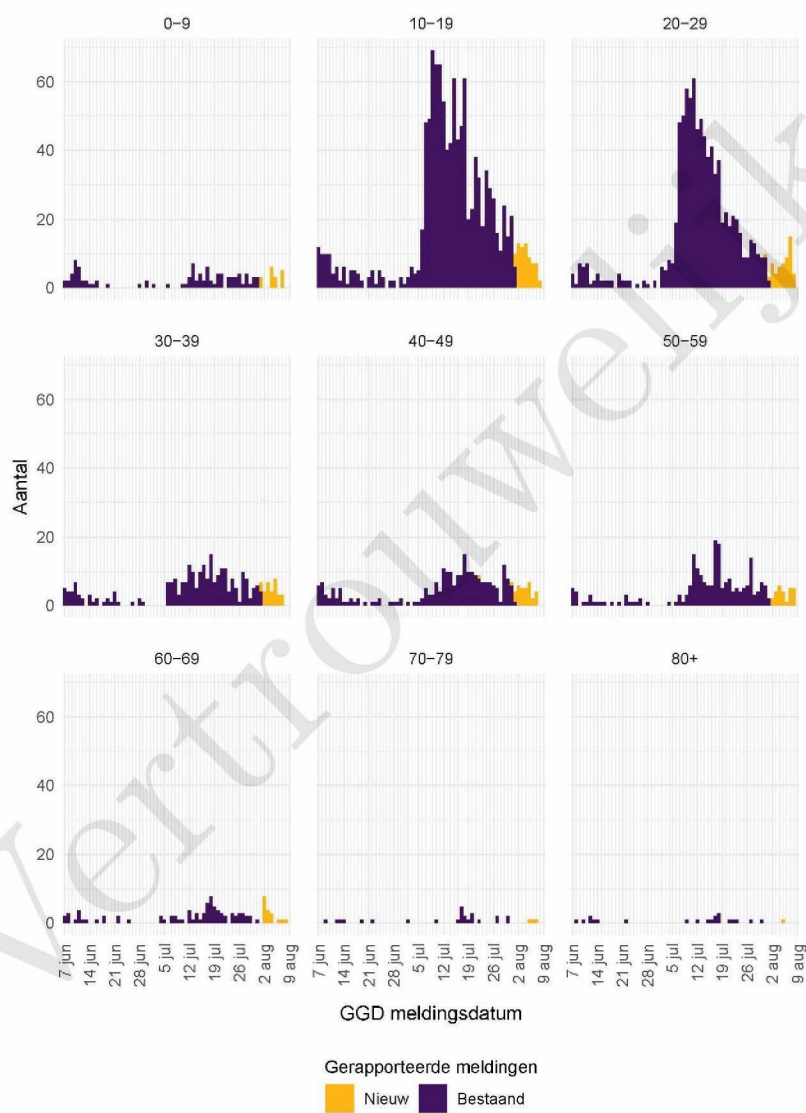 0−9 10−19 20−29
60
40
20
0
30−39 40−49 50−59
Aantal
60
40
20
0
60−69 70−79 80+
60
40
20
0
7 jun 14 jun 21 jun 28 jun 5 jul 12 jul 19 jul 26 jul 2 aug 9 aug 7 jun 14 jun 21 jun 28 jun 5 jul 12 jul 19 jul 26 jul 2 aug 9 aug 7 jun 14 jun 21 jun 28 jun 5 jul 12 jul 19 jul 26 jul 2 aug 9 aug
GGD meldingsdatum
Gerapporteerde meldingen
Nieuw Bestaand
Vertrouwelijk